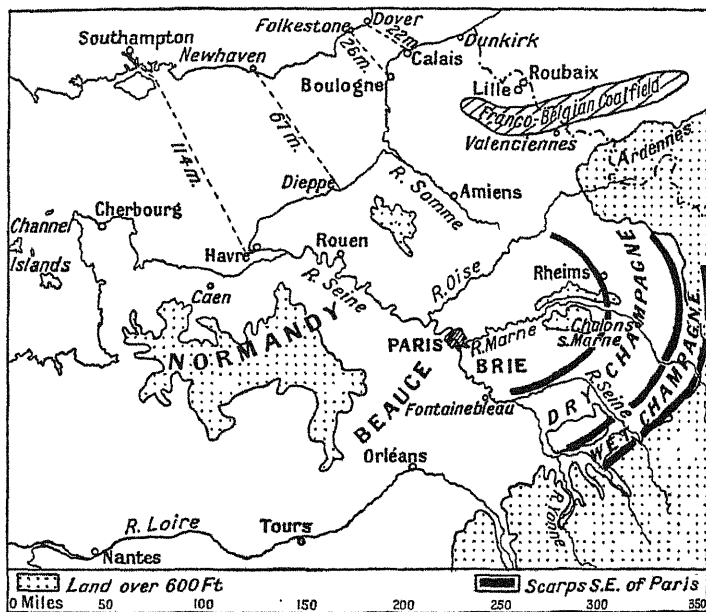 Southampton
Newhaven
Folkestone
Dover
22m.
26 m.
Calais
Dunkirk
Boulogne
Lille
Roubaix
Franco-Belgian Coalfield
Valenciennes
Ardennes
114 m.
67 m.
Dieppe
R. Somme
Amiens
Channel
Islands
Cherbourg
Havre
Rouen
R. Seine
Caen
NORMANDY
R. Oise
Rheims
PARIS
R. Marne
BRIE
Chalons
s. Marne
DRY CHAMPAGNE
WET CHAMPAGNE
R. Seine
BEAUCE
Fontainebleau
Orléans
R. Yonne
R. Loire
Tours
Nantes
Land over 600 Ft
Scarps S.E. of Paris
0 Miles 50 100 150 200 250 300